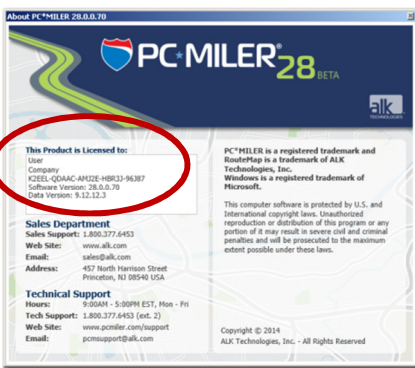 About PC*MILER 28.0.0.70
PC*MILER® 28 BETA
alk
TECHNOLOGIES
This Product is Licensed to:
User
Company
K2EEL-QDAAC-AMJ2E-HBR3J-96J87
Software Version: 28.0.0.70
Data Version: 9.12.12.3
Sales Department
Sales Support: 1.800.377.6453
Web Site: www.alk.com
Email: sales@alk.com
Address: 457 North Harrison Street
Princeton, NJ 08540 USA
Technical Support
Hours: 9:00AM - 5:00PM EST, Mon - Fri
Tech Support: 1.800.377.6453 (ext. 2)
Web Site: www.pcmiler.com/support
Email: pcmsupport@alk.com
PC*MILER is a registered trademark and
RouteMap is a trademark of ALK
Technologies, Inc.
Windows is a registered trademark of
Microsoft.
This computer software is protected by U.S. and
International copyright laws. Unauthorized
reproduction or distribution of this program or any
portion of it may result in severe civil and criminal
penalties and will be prosecuted to the maximum
extent possible under these laws.
Copyright © 2014
ALK Technologies, Inc. - All Rights Reserved